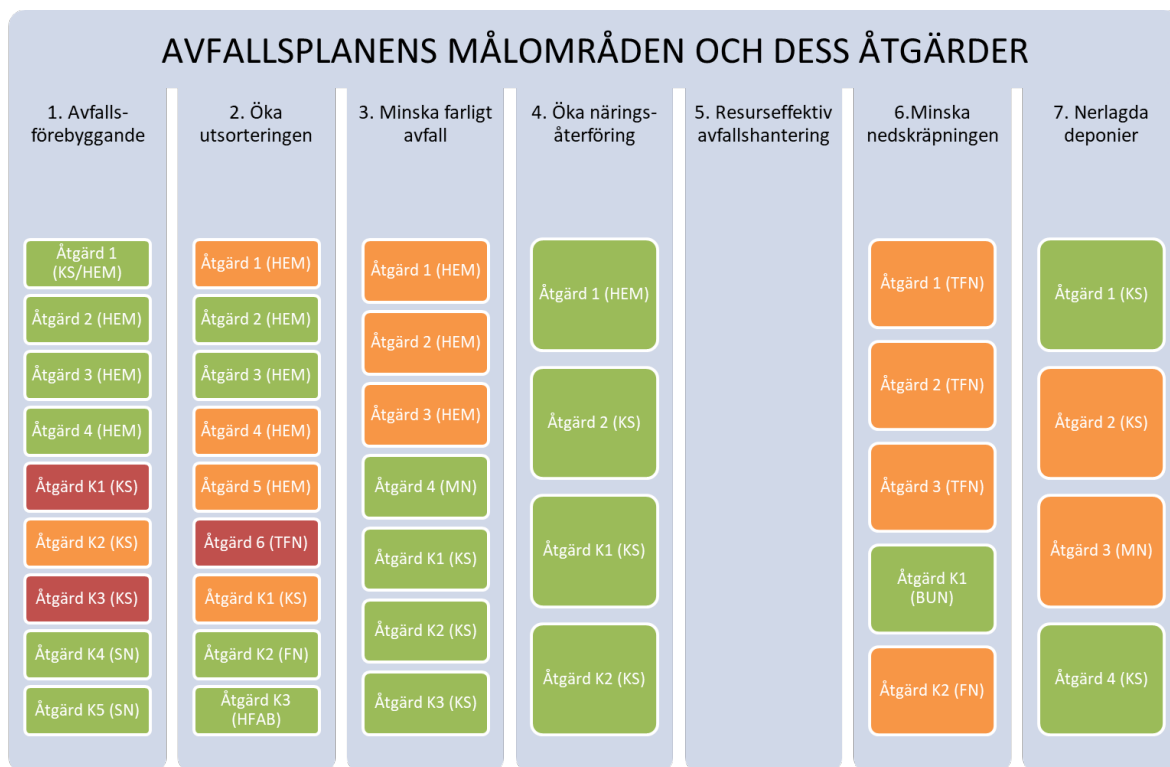 AVFALLSPLANENS MÅLOMRÅDEN OCH DESS ÅTGÄRDER
1. Avfalls-
förebyggande
Åtgärd 1
(KS/HEM)
Åtgärd 2 (HEM)
Åtgärd 3 (HEM)
Åtgärd 4 (HEM)
Åtgärd K1 (KS)
Åtgärd K2 (KS)
Åtgärd K3 (KS)
Åtgärd K4 (SN)
Åtgärd K5 (SN)
2. Öka
utsorteringen
Åtgärd 1 (HEM)
Åtgärd 2 (HEM)
Åtgärd 3 (HEM)
Åtgärd 4 (HEM)
Åtgärd 5 (HEM)
Åtgärd 6 (TFN)
Åtgärd K1 (KS)
Åtgärd K2 (FN)
Åtgärd K3
(HFAB)
3. Minska farligt
avfall
Åtgärd 1 (HEM)
Åtgärd 2 (HEM)
Åtgärd 3 (HEM)
Åtgärd 4 (MN)
Åtgärd K1 (KS)
Åtgärd K2 (KS)
Åtgärd K3 (KS)
4. Öka närings-
återföring
Åtgärd 1 (HEM)
Åtgärd 2 (KS)
Åtgärd K1 (KS)
Åtgärd K2 (KS)
5. Resurseffektiv
avfallshantering
6.Minska
nedskräpningen
Åtgärd 1 (TFN)
Åtgärd 2 (TFN)
Åtgärd 3 (TFN)
Åtgärd K1
(BUN)
Åtgärd K2 (FN)
7. Nerlagda
deponier
Åtgärd 1 (KS)
Åtgärd 2 (KS)
Åtgärd 3 (MN)
Åtgärd 4 (KS)